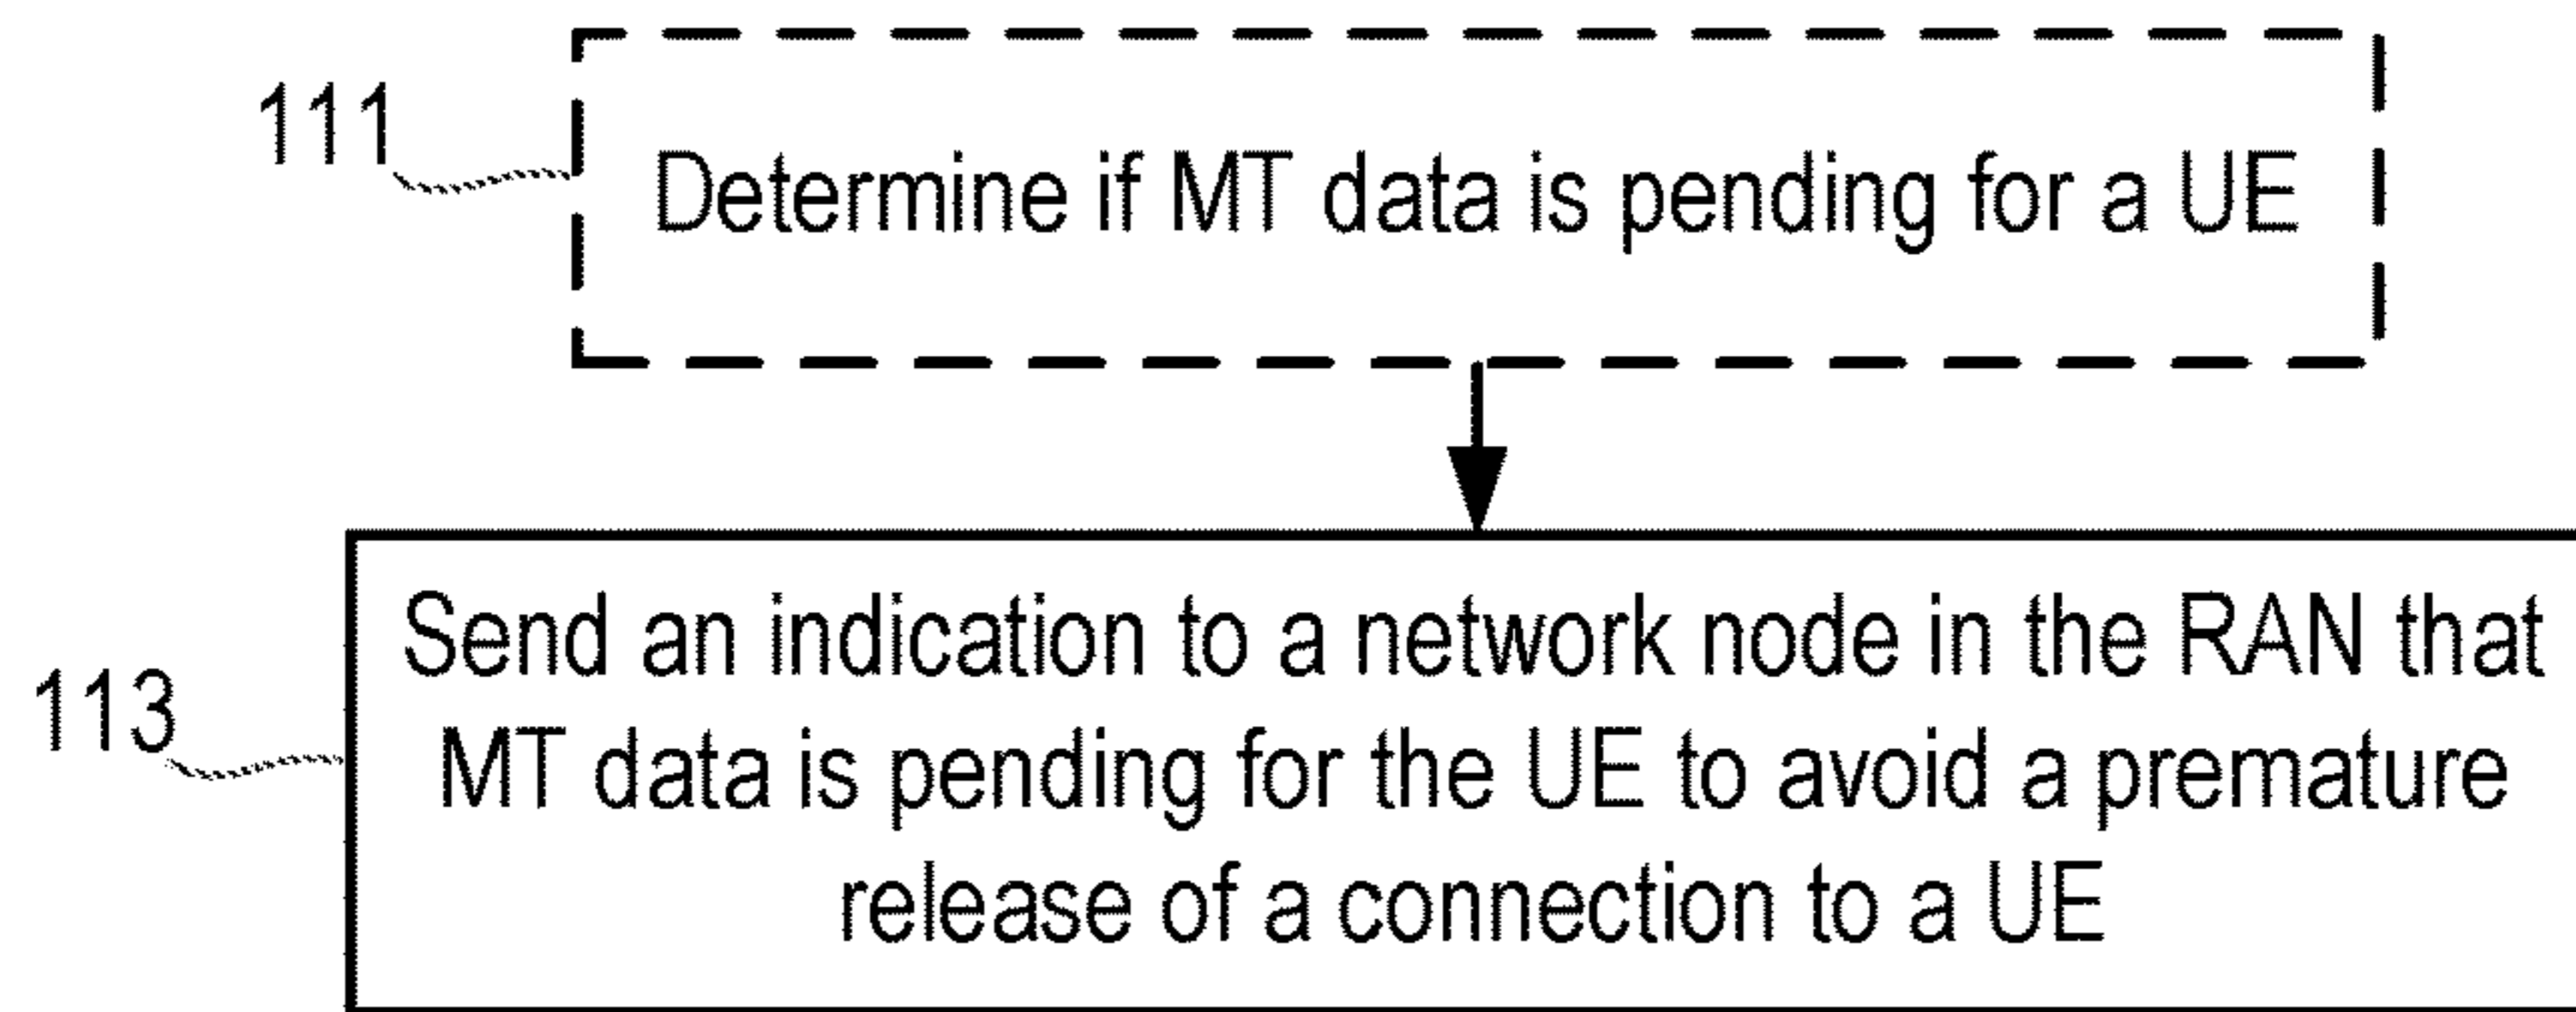 111
Determine if MT data is pending for a UE
113
Send an indication to a network node in the RAN that
MT data is pending for the UE to avoid a premature
release of a connection to a UE